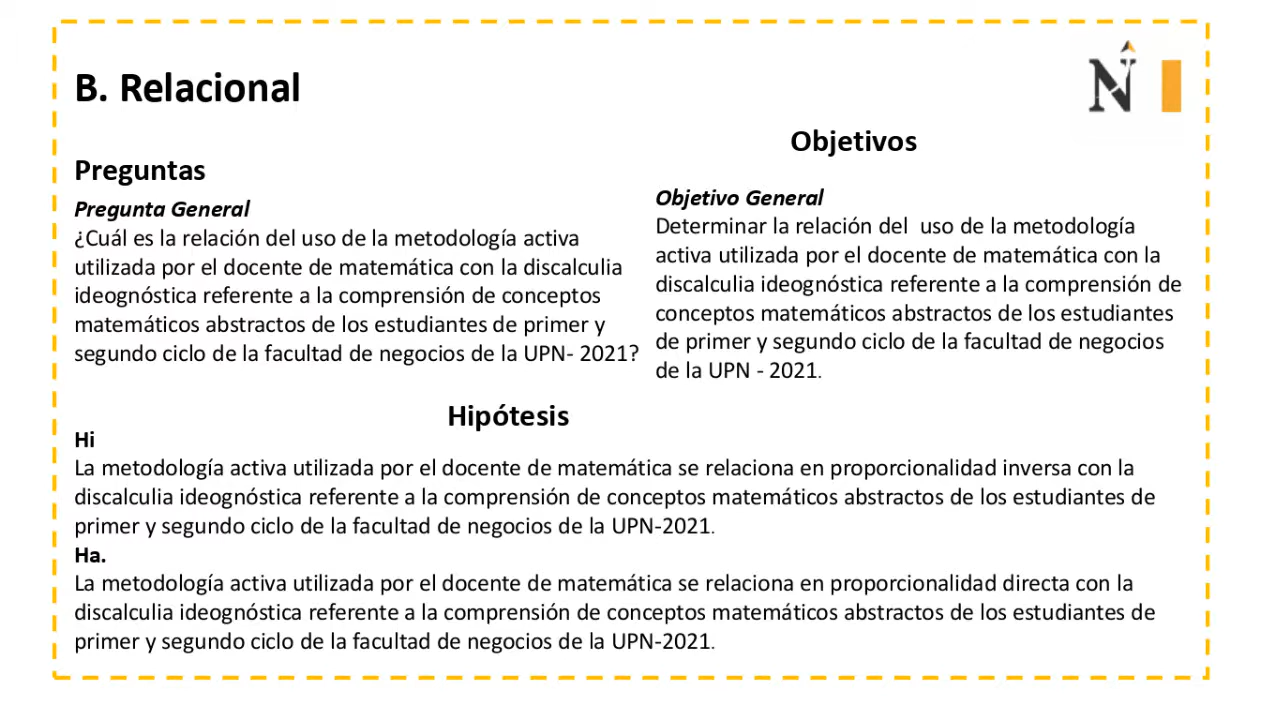 B. Relacional
Preguntas
Pregunta General
¿Cuál es la relación del uso de la metodología activa
utilizada por el docente de matemática con la discalculia
ideognóstica referente a la comprensión de conceptos
matemáticos abstractos de los estudiantes de primer y
segundo ciclo de la facultad de negocios de la UPN- 2021?
Objetivos
Objetivo General
Determinar la relación del  uso de la metodología
activa utilizada por el docente de matemática con la
discalculia ideognóstica referente a la comprensión de
conceptos matemáticos abstractos de los estudiantes
de primer y segundo ciclo de la facultad de negocios
de la UPN - 2021.
Hipótesis
Hi
La metodología activa utilizada por el docente de matemática se relaciona en proporcionalidad inversa con la
discalculia ideognóstica referente a la comprensión de conceptos matemáticos abstractos de los estudiantes de
primer y segundo ciclo de la facultad de negocios de la UPN-2021.
Ha.
La metodología activa utilizada por el docente de matemática se relaciona en proporcionalidad directa con la
discalculia ideognóstica referente a la comprensión de conceptos matemáticos abstractos de los estudiantes de
primer y segundo ciclo de la facultad de negocios de la UPN-2021.
N